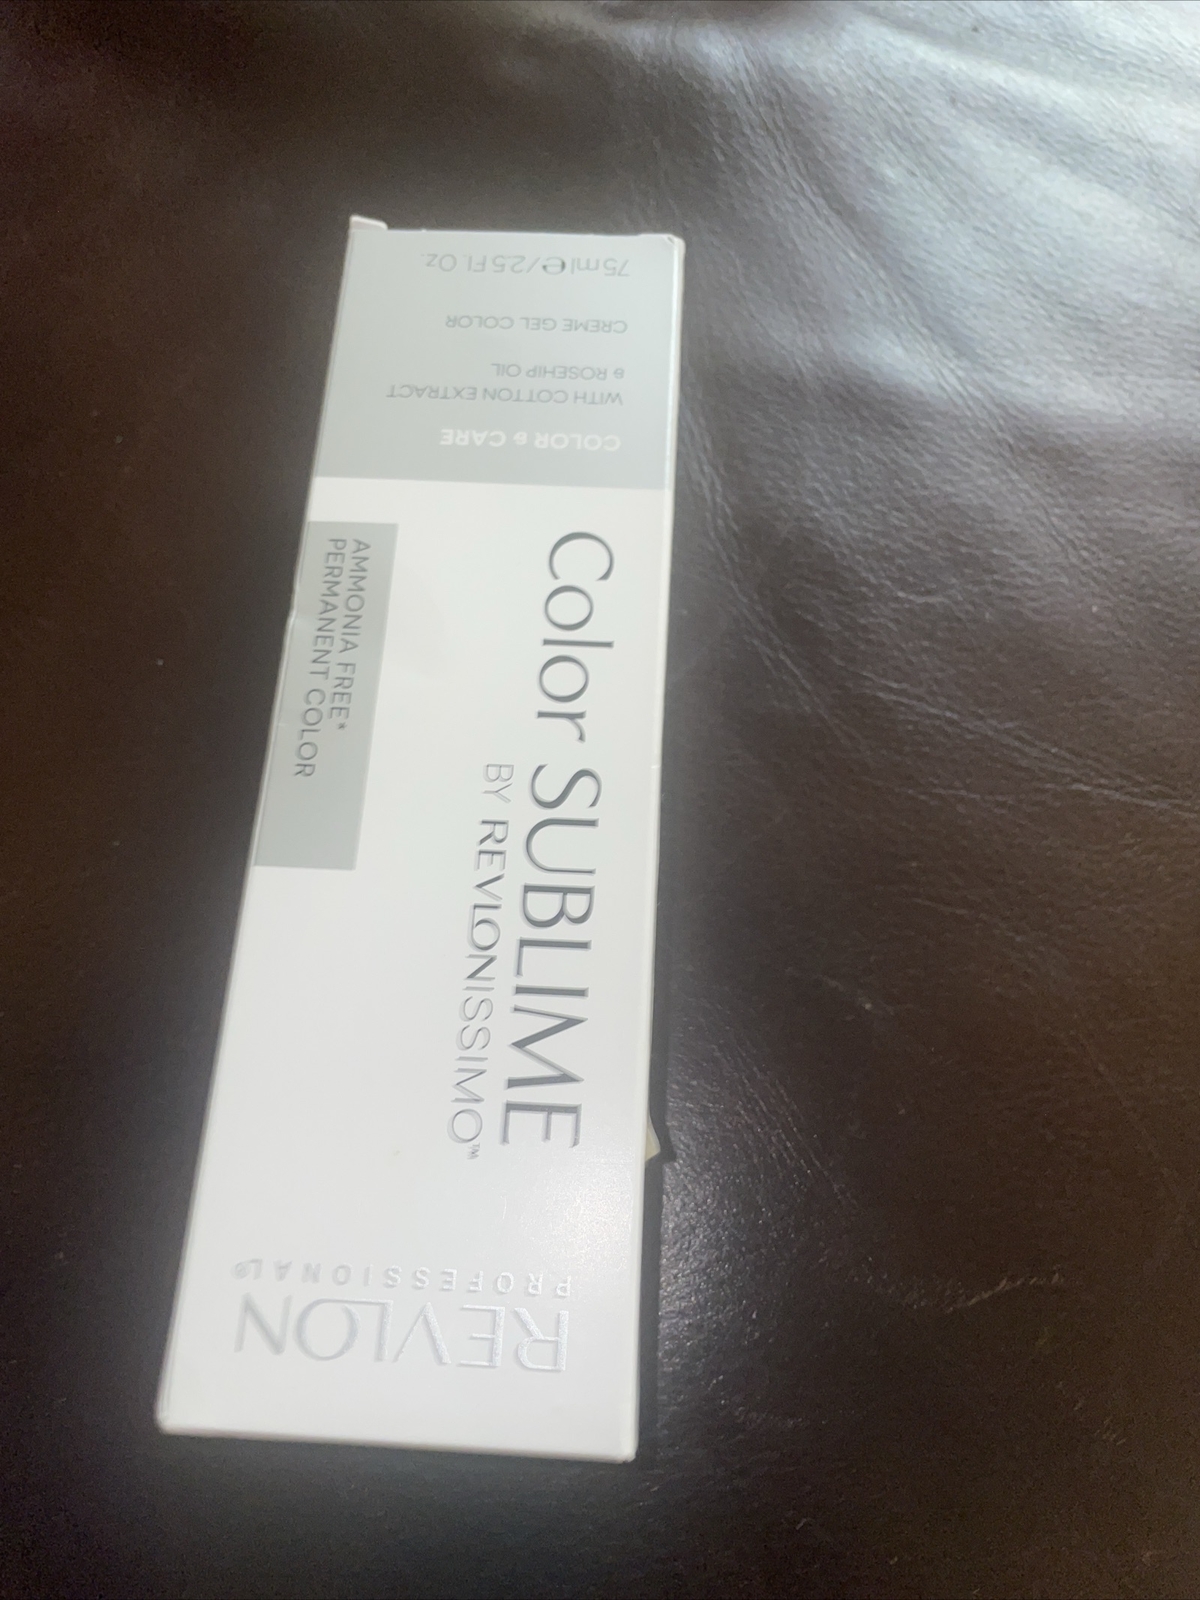 REVLON
PROFESSIONAL®
Color SUBLIME
BY REVLONISSIMO™
AMMONIA FREE*
PERMANENT COLOR
COLOR & CARE
WITH COTTON EXTRACT
& ROSEHIP OIL
CREME GEL COLOR
75ml ℮/2.5 Fl. Oz.